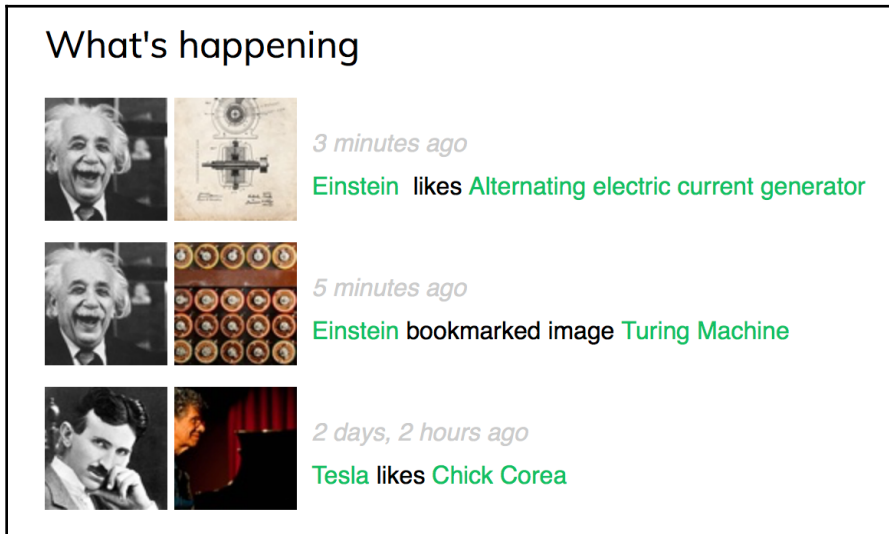 What's happening
3 minutes ago
Einstein likes Alternating electric current generator
5 minutes ago
Einstein bookmarked image Turing Machine
2 days, 2 hours ago
Tesla likes Chick Corea